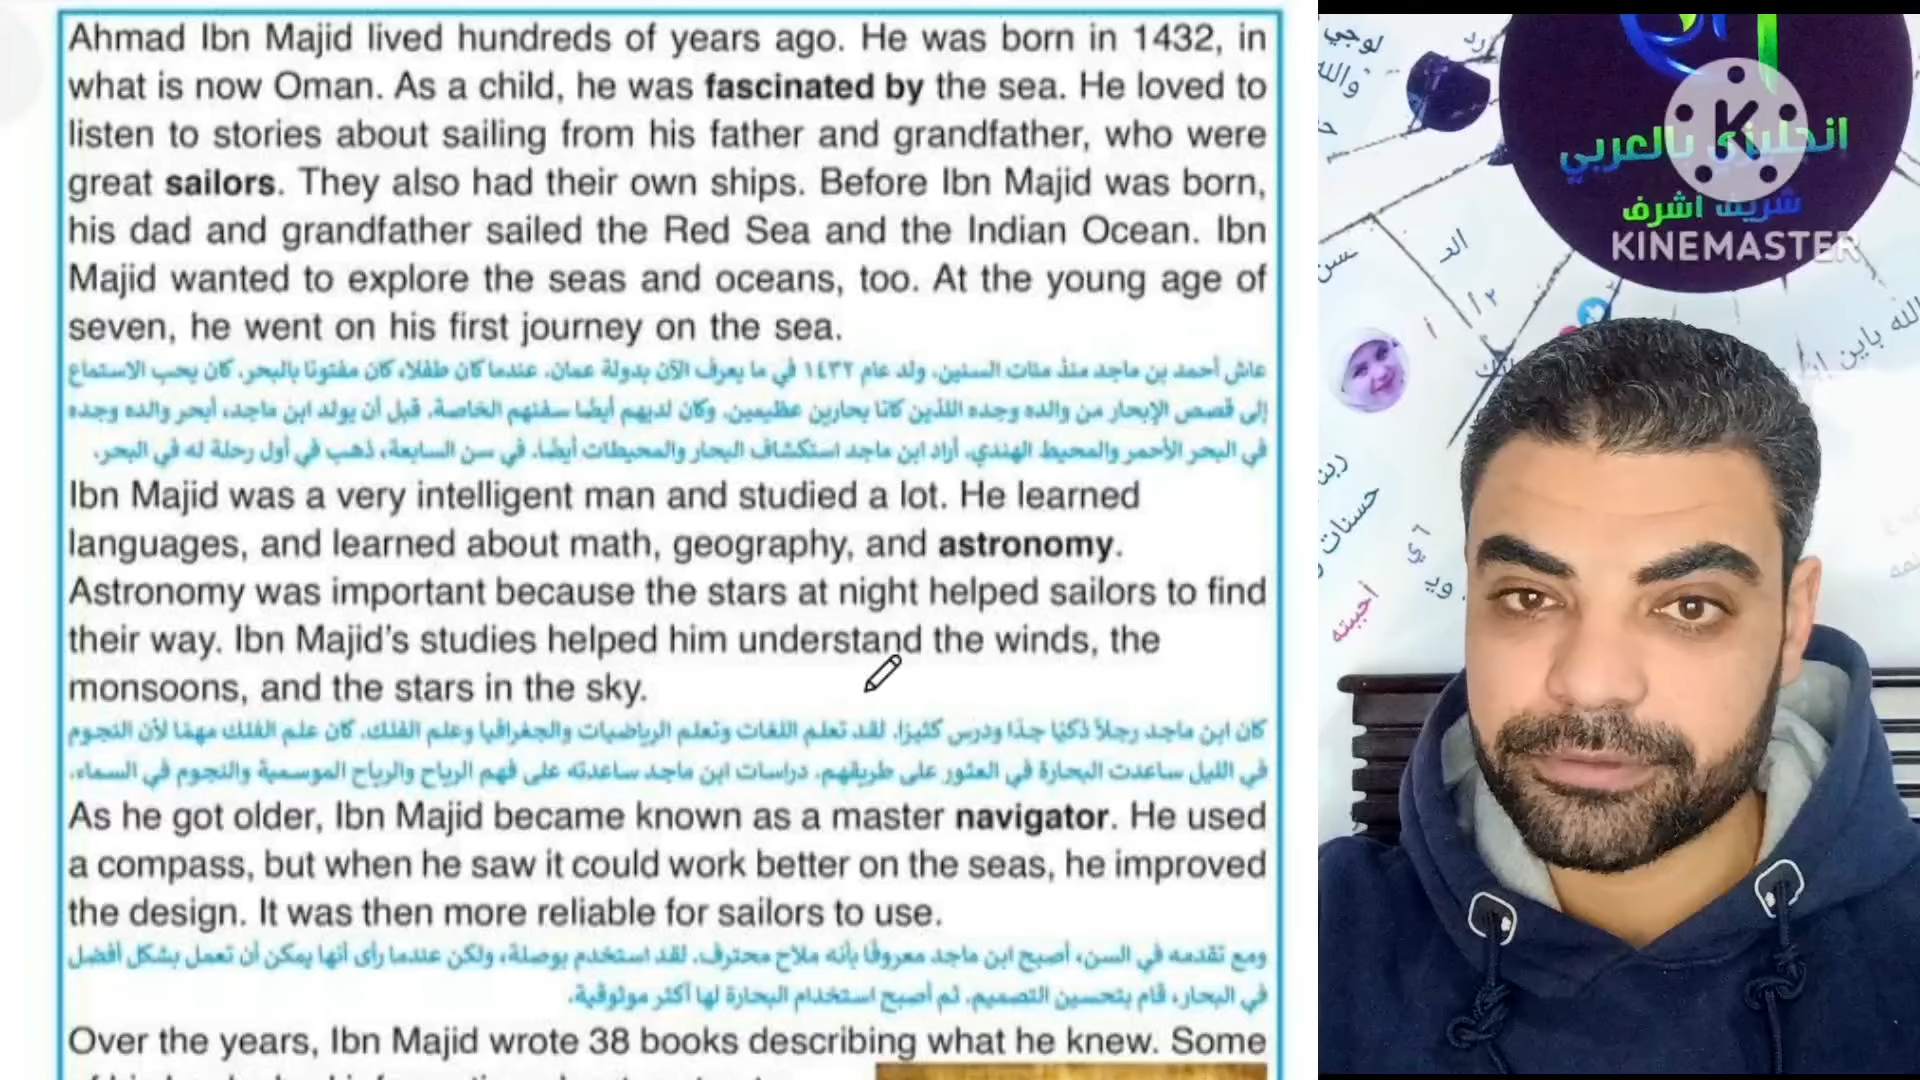 Ahmad Ibn Majid lived hundreds of years ago. He was born in 1432, in
what is now Oman. As a child, he was fascinated by the sea. He loved to
listen to stories about sailing from his father and grandfather, who were
great sailors. They also had their own ships. Before Ibn Majid was born,
his dad and grandfather sailed the Red Sea and the Indian Ocean. Ibn
Majid wanted to explore the seas and oceans, too. At the young age of
seven, he went on his first journey on the sea.
عاش أحمد بن ماجد منذ مئات السنين. ولد عام ١٤٣٢ في ما يعرف الآن بدولة عمان. عندما كان طفلا، كان مفتونا بالبحر. كان يحب الاستماع
إلى قصص الإبحار من والده وجده اللذين كانا بحارين عظيمين. وكان لديهم أيضا سفنهم الخاصة. قبل أن يولد ابن ماجد، أبحر والده وجده
في البحر الأحمر والمحيط الهندي. أراد ابن ماجد استكشاف البحار والمحيطات أيضا. في سن السابعة، ذهب في أول رحلة له في البحر.
Ibn Majid was a very intelligent man and studied a lot. He learned
languages, and learned about math, geography, and astronomy.
Astronomy was important because the stars at night helped sailors to find
their way. Ibn Majid's studies helped him understand the winds, the
monsoons, and the stars in the sky.
كان ابن ماجد رجلاً ذكيًا جدًا ودرس كثيرًا. لقد تعلم اللغات وتعلم الرياضيات والجغرافيا وعلم الفلك. كان علم الفلك مهمًا لأن النجوم
في الليل ساعدت البحارة في العثور على طريقهم. دراسات ابن ماجد ساعدته على فهم الرياح والرياح الموسمية والنجوم في السماء.
As he got older, Ibn Majid became known as a master navigator. He used
a compass, but when he saw it could work better on the seas, he improved
the design. It was then more reliable for sailors to use.
ومع تقدمه في السن، أصبح ابن ماجد معروفًا بأنه ملاح محترف. لقد استخدم بوصلة، ولكن عندما رأى أنها يمكن أن تعمل بشكل أفضل
في البحار، قام بتحسين التصميم. ثم أصبح استخدام البحارة لها أكثر موثوقية.
Over the years, Ibn Majid wrote 38 books describing what he knew. Some
انجليزي بالعربي
شريف اشرف
KINEMASTER
والله
حسنات
أجبيته
الله باين